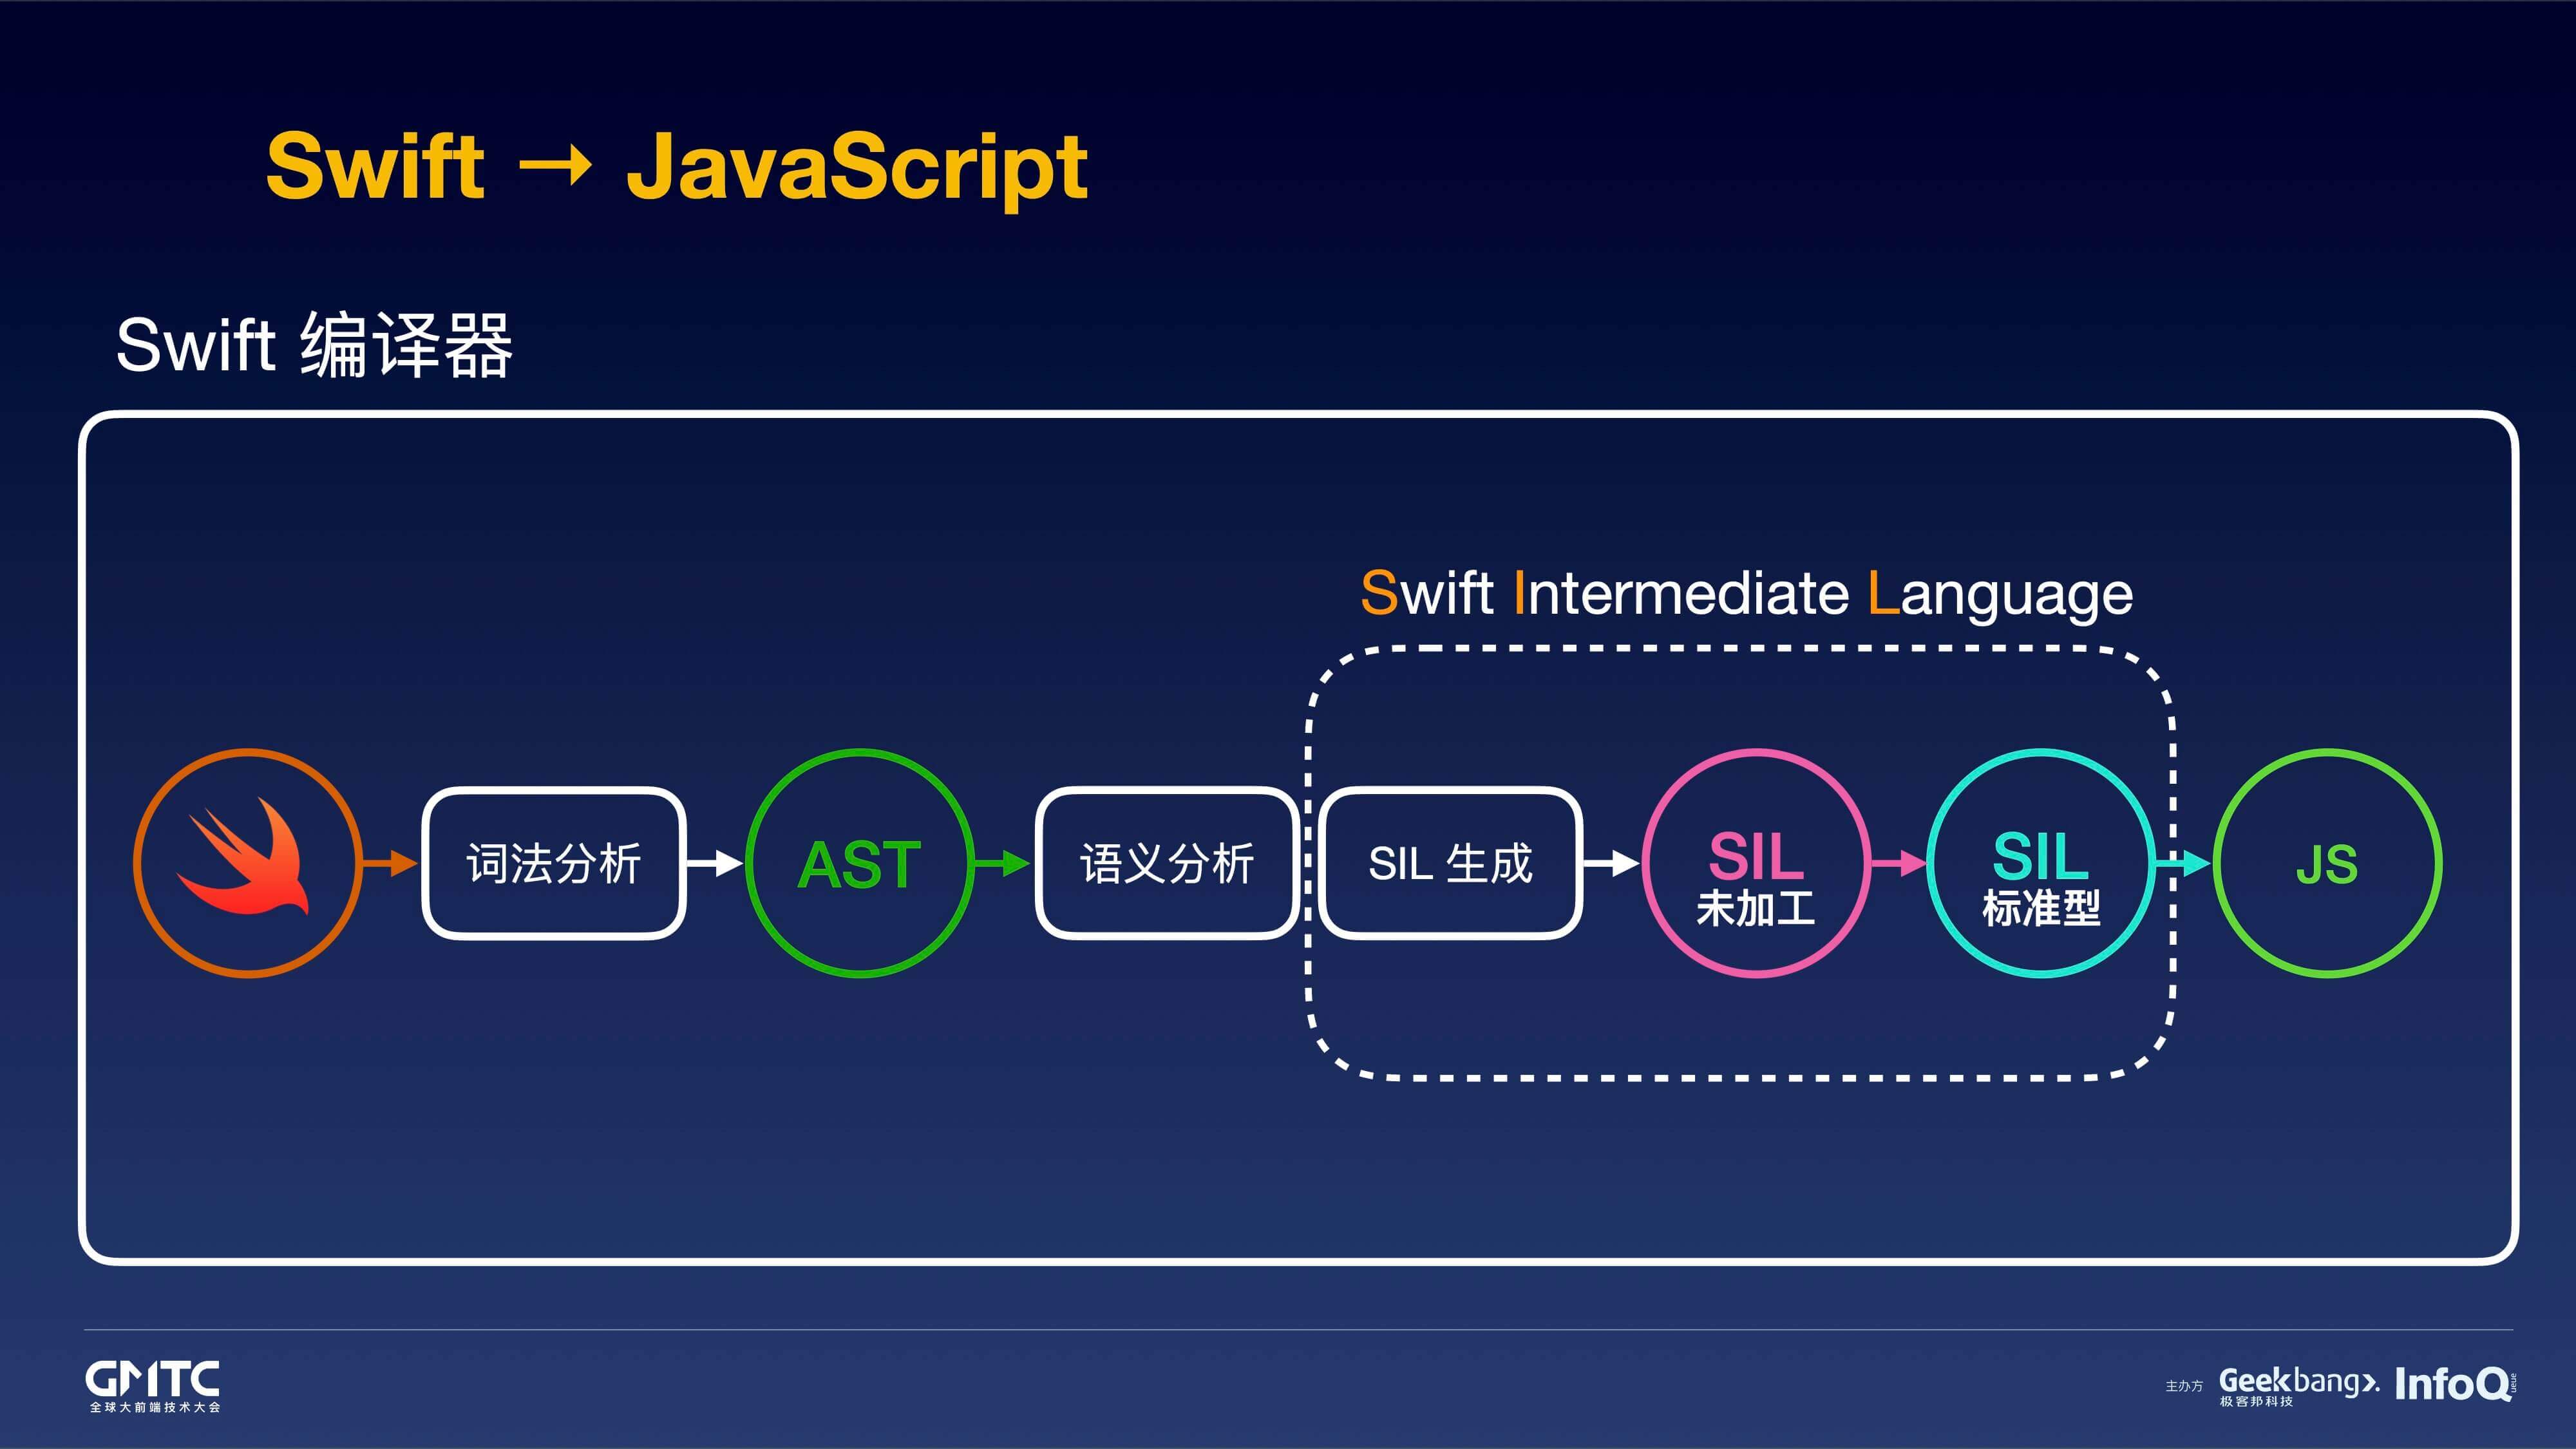 Swift → JavaScript
Swift 编译器
Swift Intermediate Language
词法分析
AST
语义分析
SIL 生成
SIL
未加工
SIL
标准型
JS
GMTC
全球大前端技术大会
主办方
Geekbang>.
极客邦科技
InfoQ
ueue